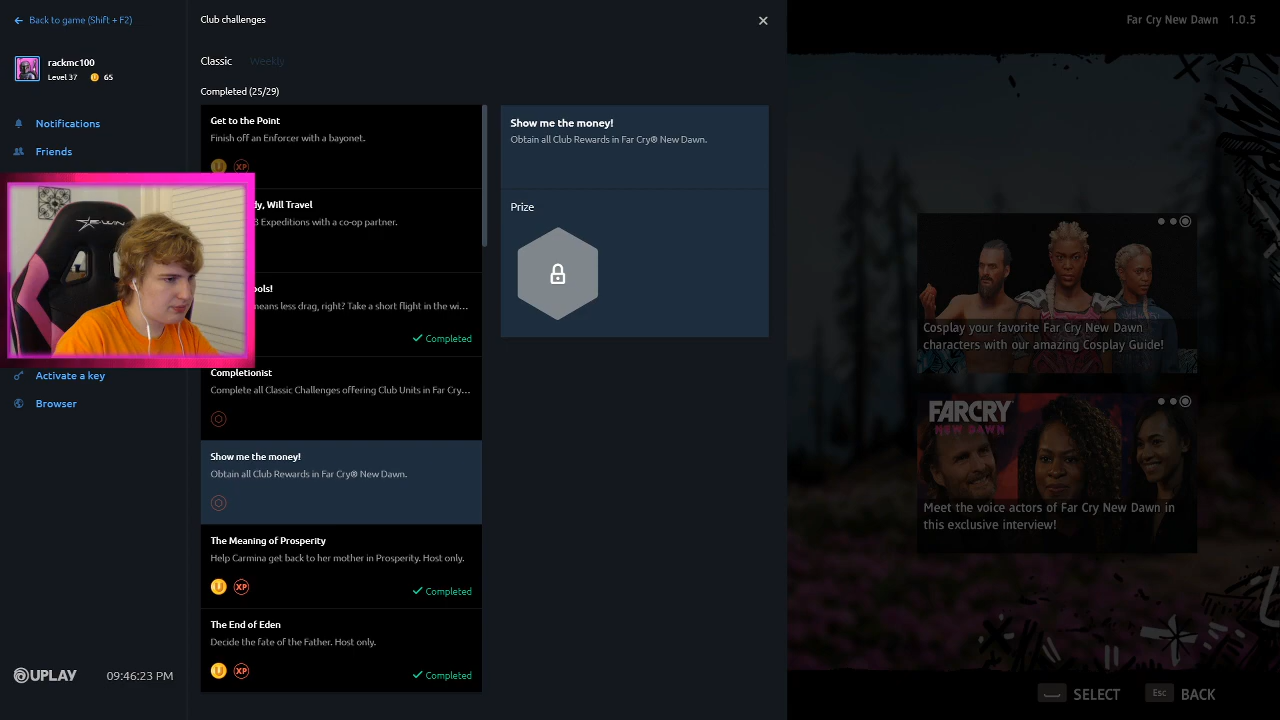 Back to game (Shift + F2)
rackmc100
Level 37
65
Notifications
Friends
Activate a key
Browser
UPLAY
09:46:23 PM
Club challenges
Classic
Weekly
Completed (25/29)
Get to the Point
Finish off an Enforcer with a bayonet.
XP
dy, Will Travel
3 Expeditions with a co-op partner.
ools!
means less drag, right? Take a short flight in the wi...
Completed
Completionist
Complete all Classic Challenges offering Club Units in Far Cry...
Show me the money!
Obtain all Club Rewards in Far Cry® New Dawn.
The Meaning of Prosperity
Help Carmina get back to her mother in Prosperity. Host only.
XP
Completed
The End of Eden
Decide the fate of the Father. Host only.
XP
Completed
Show me the money!
Obtain all Club Rewards in Far Cry® New Dawn.
Prize
Far Cry New Dawn 1.0.5
Cosplay your favorite Far Cry New Dawn
characters with our amazing Cosplay Guide!
FARCRY
NEW DAWN
Meet the voice actors of Far Cry New Dawn in
this exclusive interview!
SELECT
Esc BACK